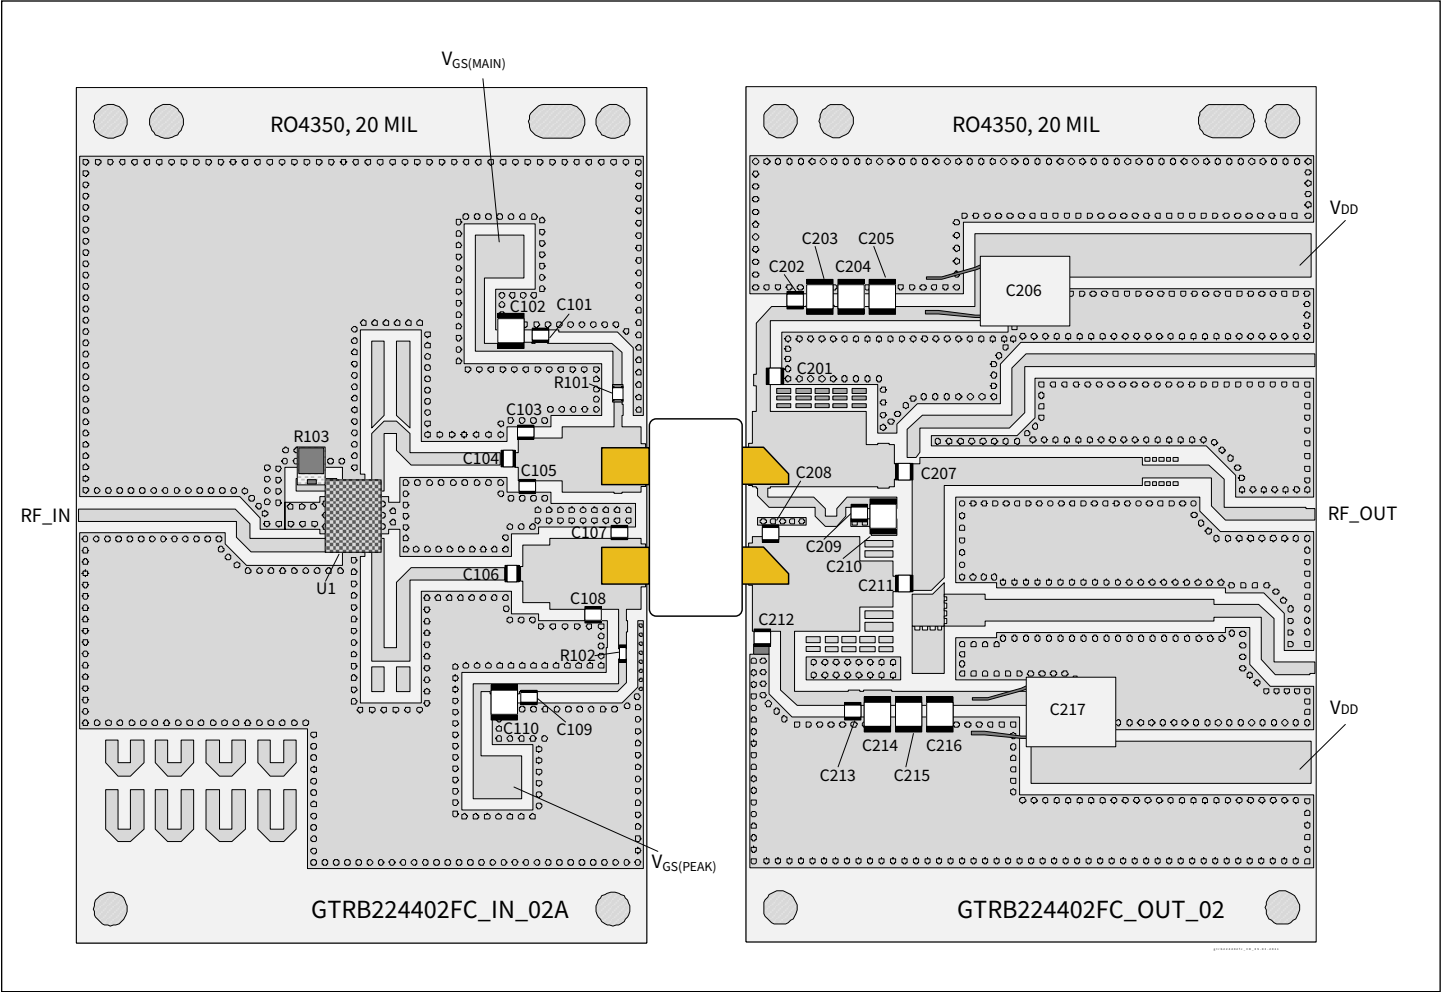 VGS(MAIN)
RO4350, 20 MIL
RO4350, 20 MIL
VDD
C203
C205
C202
C204
C206
C102
C101
C201
R101
C103
R103
C104
C105
C208
C207
RF_IN
RF_OUT
C107
C209
C210
C106
C211
U1
C108
C212
R102
C110
C109
C217
VDD
C214
C216
C213
C215
VGS(PEAK)
GTRB224402FC_IN_02A
GTRB224402FC_OUT_02